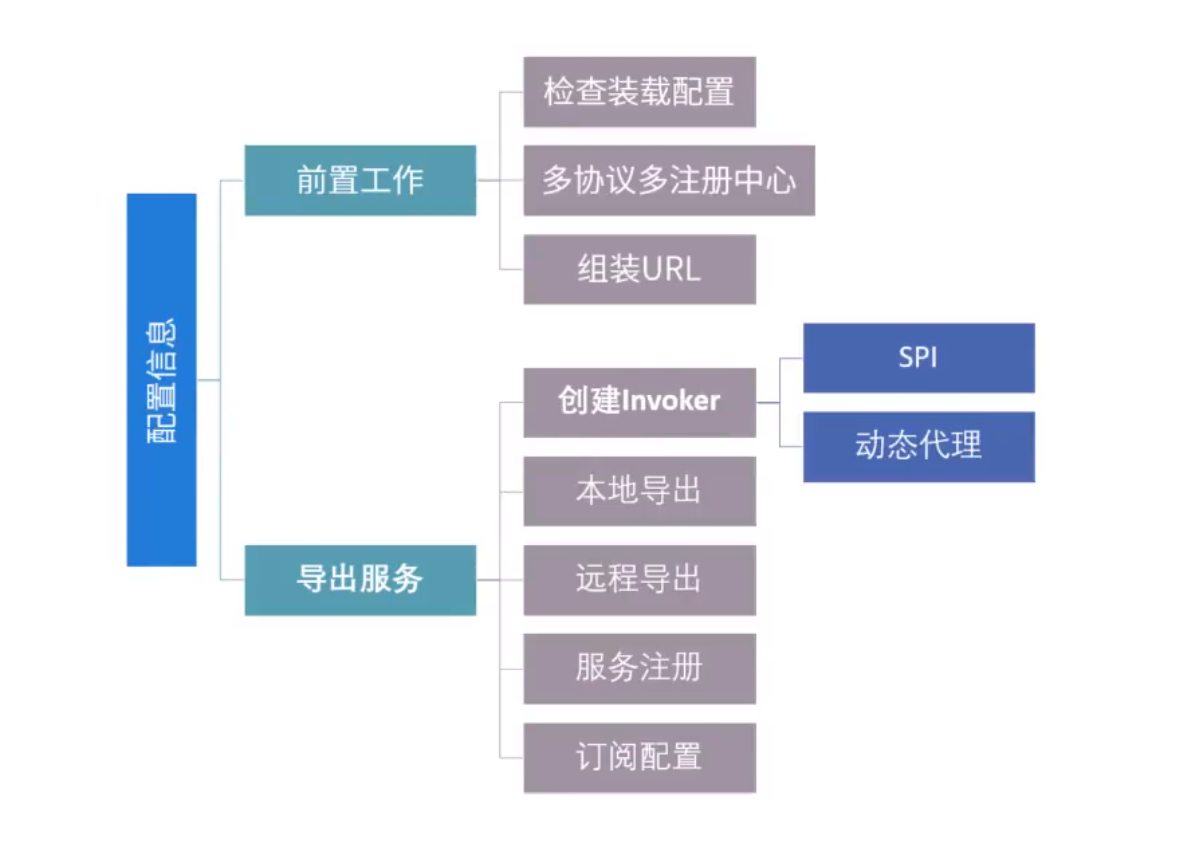 配置信息
前置工作
检查装载配置
多协议多注册中心
组装URL
导出服务
创建Invoker
SPI
动态代理
本地导出
远程导出
服务注册
订阅配置